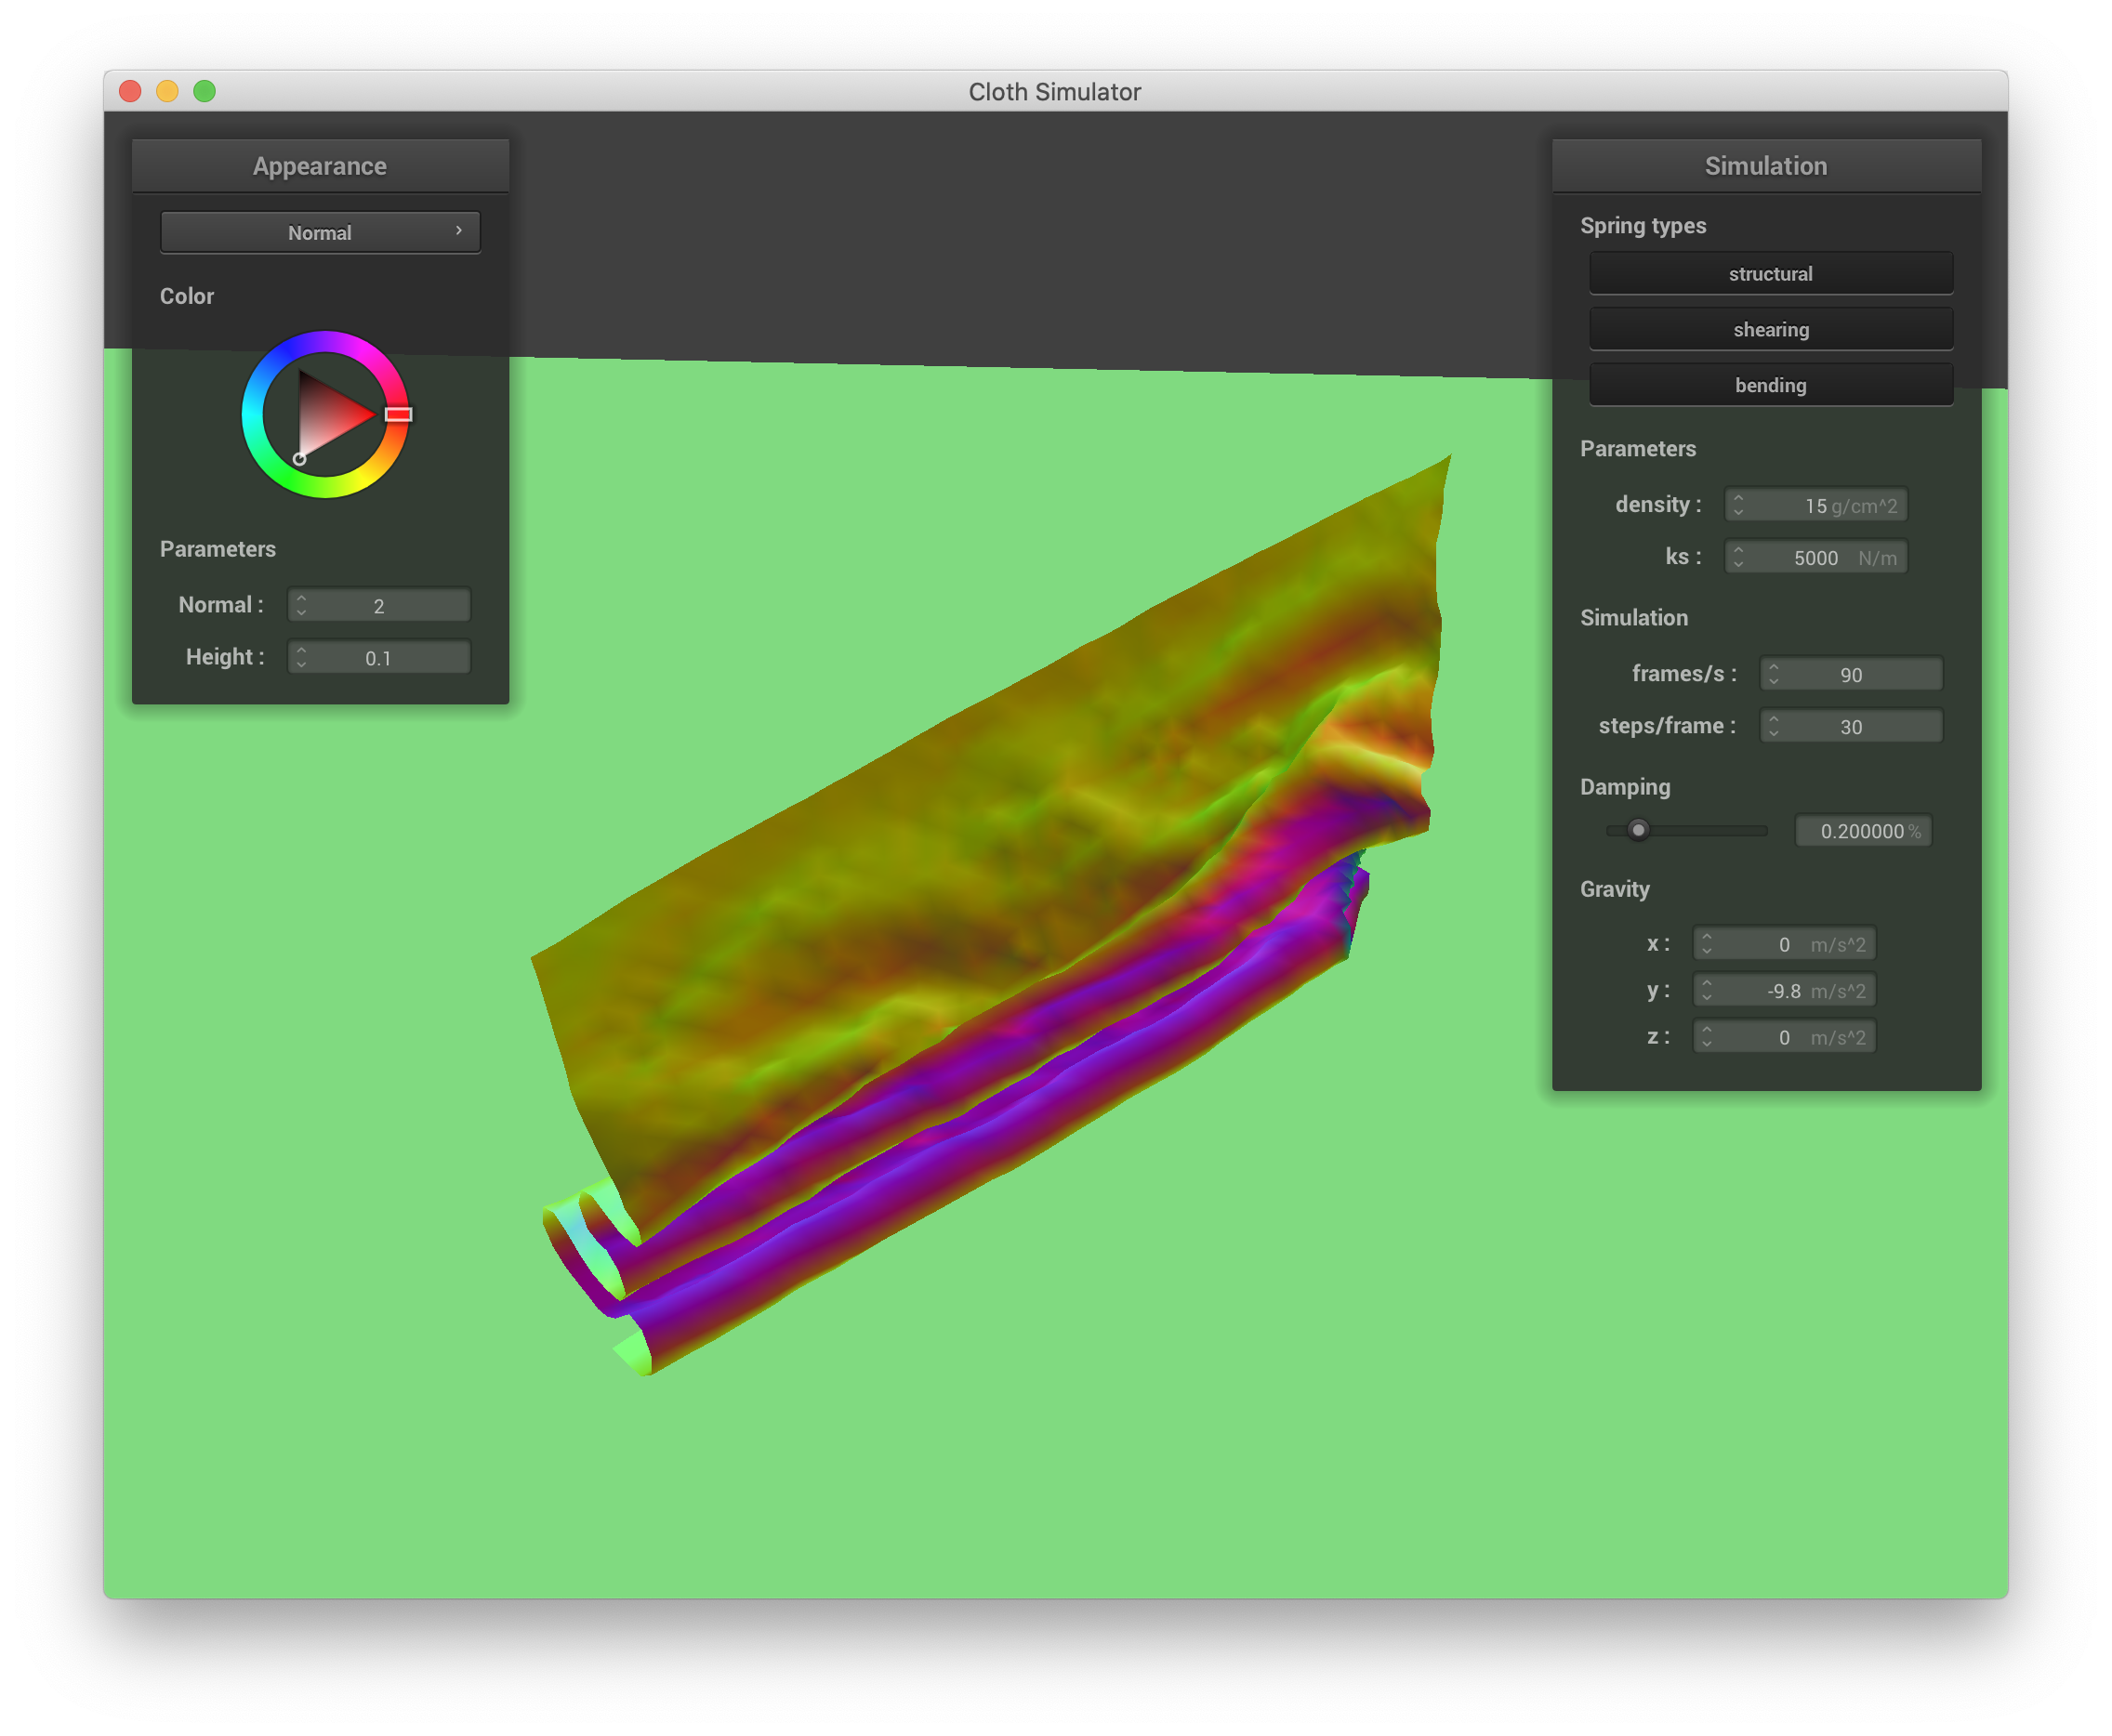 Cloth Simulator
Appearance
Normal
Color
Parameters
Normal : 2
Height : 0.1
Simulation
Spring types
structural
shearing
bending
Parameters
density : 15 g/cm^2
ks : 5000 N/m
Simulation
frames/s : 90
steps/frame : 30
Damping
0.200000 %
Gravity
x : 0 m/s^2
y : -9.8 m/s^2
z : 0 m/s^2